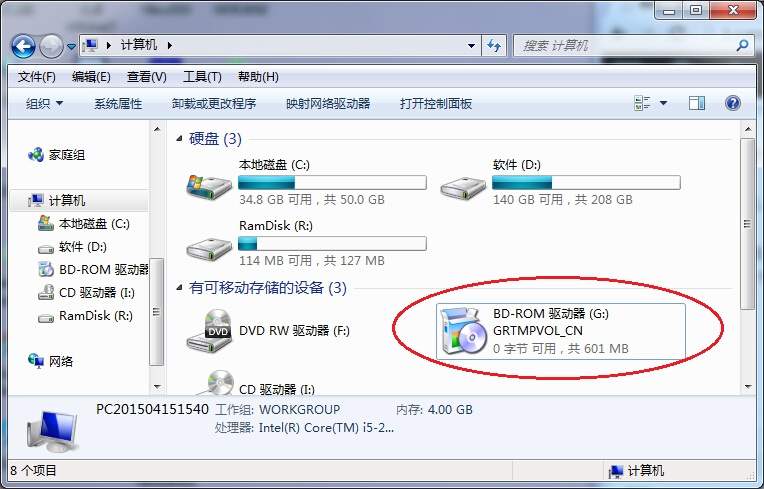 计算机
搜索 计算机
文件(F) 编辑(E) 查看(V) 工具(T) 帮助(H)
组织 系统属性 卸载或更改程序 映射网络驱动器 打开控制面板
家庭组
计算机
本地磁盘 (C:)
软件 (D:)
BD-ROM 驱动器
CD 驱动器 (I:)
RamDisk (R:)
网络
硬盘 (3)
本地磁盘 (C:)
34.8 GB 可用，共 50.0 GB
软件 (D:)
140 GB 可用，共 208 GB
RamDisk (R:)
114 MB 可用，共 127 MB
有可移动存储的设备 (3)
DVD
DVD RW 驱动器 (F:)
BD-ROM 驱动器 (G:)
GRTMPVOL_CN
0 字节 可用，共 601 MB
CD 驱动器 (I:)
PC201504151540 工作组: WORKGROUP 内存: 4.00 GB
处理器: Intel(R) Core(TM) i5-2...
8 个项目 计算机